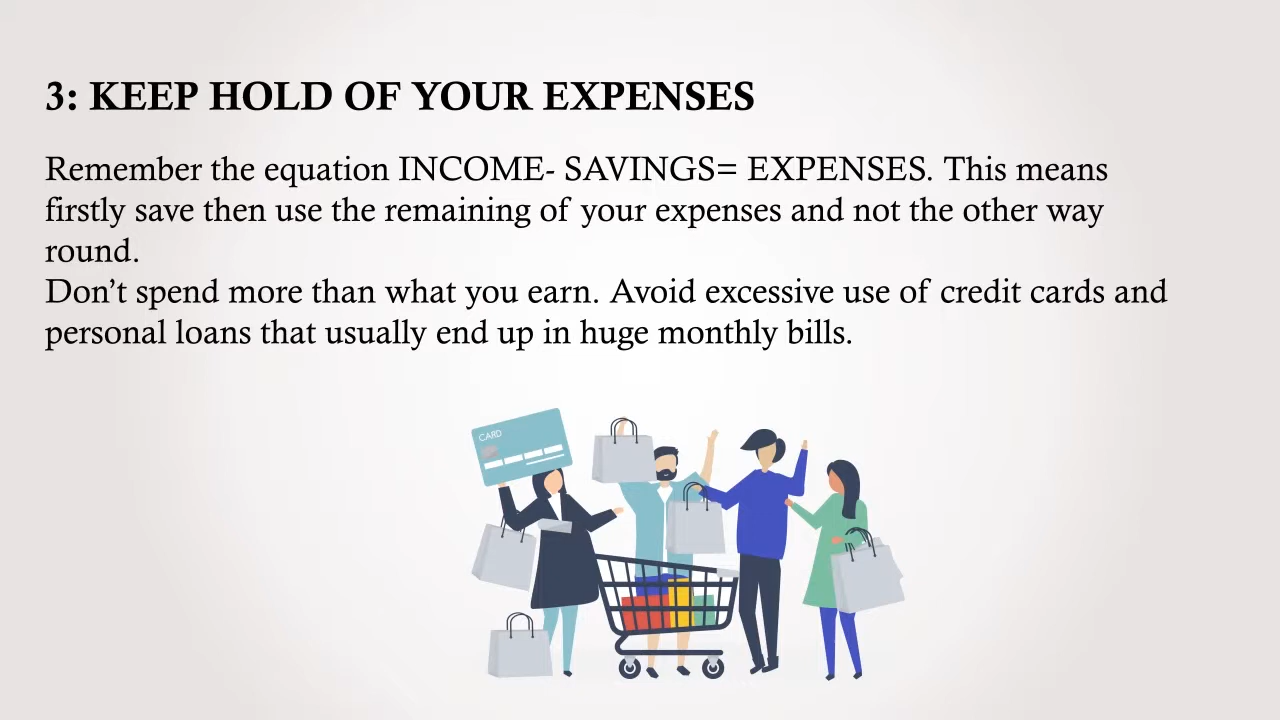 3: KEEP HOLD OF YOUR EXPENSES
Remember the equation INCOME- SAVINGS= EXPENSES. This means
firstly save then use the remaining of your expenses and not the other way
round.
Don’t spend more than what you earn. Avoid excessive use of credit cards and
personal loans that usually end up in huge monthly bills.
CARD